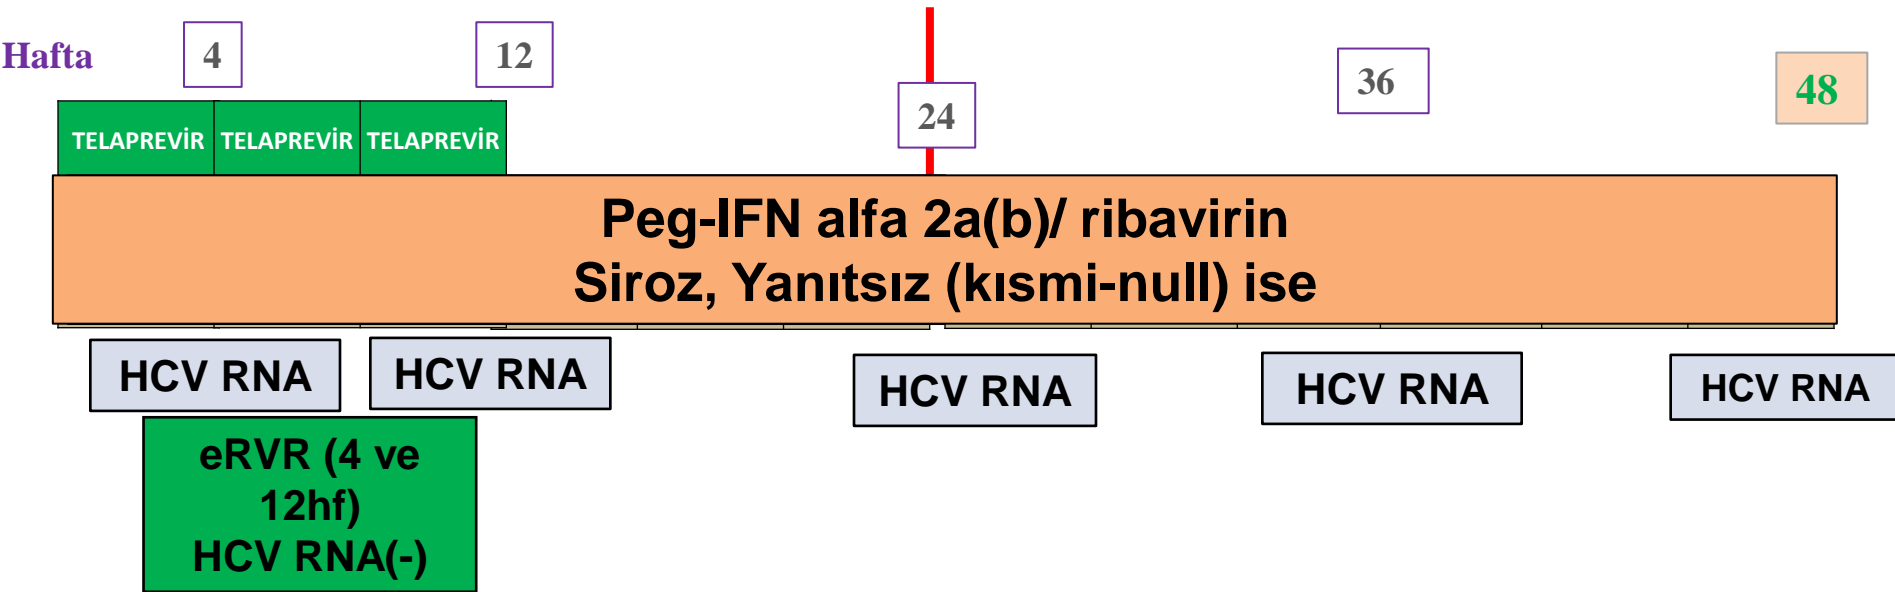 Hafta 4 12 24 36 48
TELAPREVİR TELAPREVİR TELAPREVİR
Peg-IFN alfa 2a(b)/ ribavirin
Siroz, Yanıtsız (kısmi-null) ise
HCV RNA HCV RNA HCV RNA HCV RNA HCV RNA
eRVR (4 ve
12hf)
HCV RNA(-)